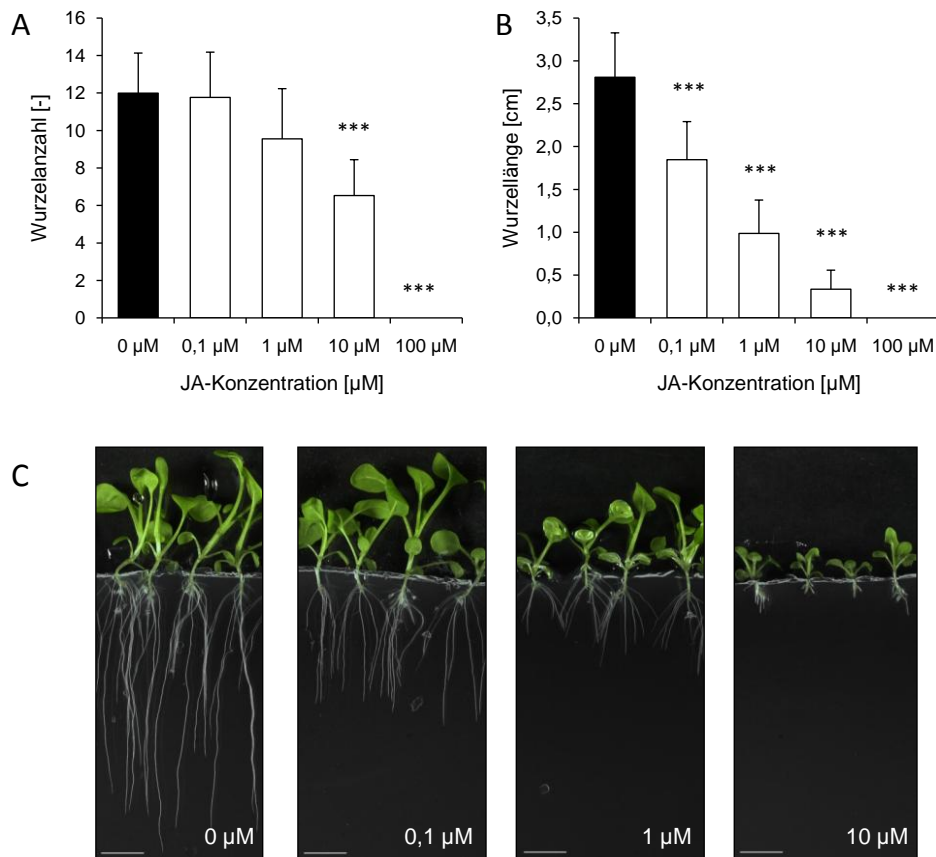 A
Wurzelanzahl [-]
16
14
12
10
8
6
4
2
0
***
***
0 µM 0,1 µM 1 µM 10 µM 100 µM
JA-Konzentration [µM]
B
Wurzellänge [cm]
3,5
3,0
2,5
2,0
1,5
1,0
0,5
0,0
***
***
***
***
0 µM 0,1 µM 1 µM 10 µM 100 µM
JA-Konzentration [µM]
C
0 µM
0,1 µM
1 µM
10 µM